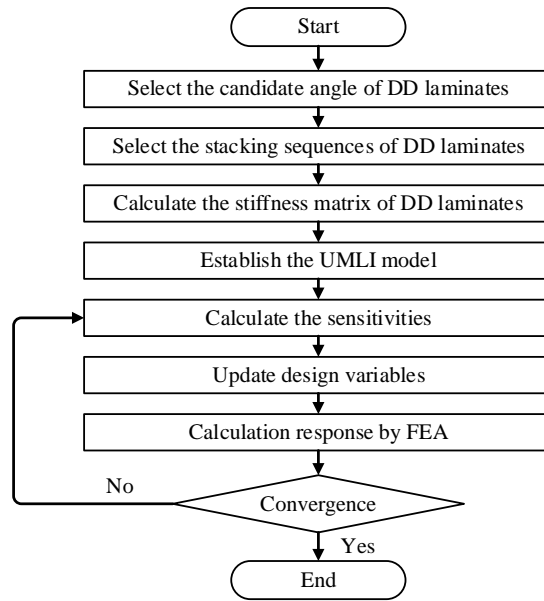 Start
Select the candidate angle of DD laminates
Select the stacking sequences of DD laminates
Calculate the stiffness matrix of DD laminates
Establish the UMLI model
Calculate the sensitivities
Update design variables
Calculation response by FEA
No
Convergence
Yes
End